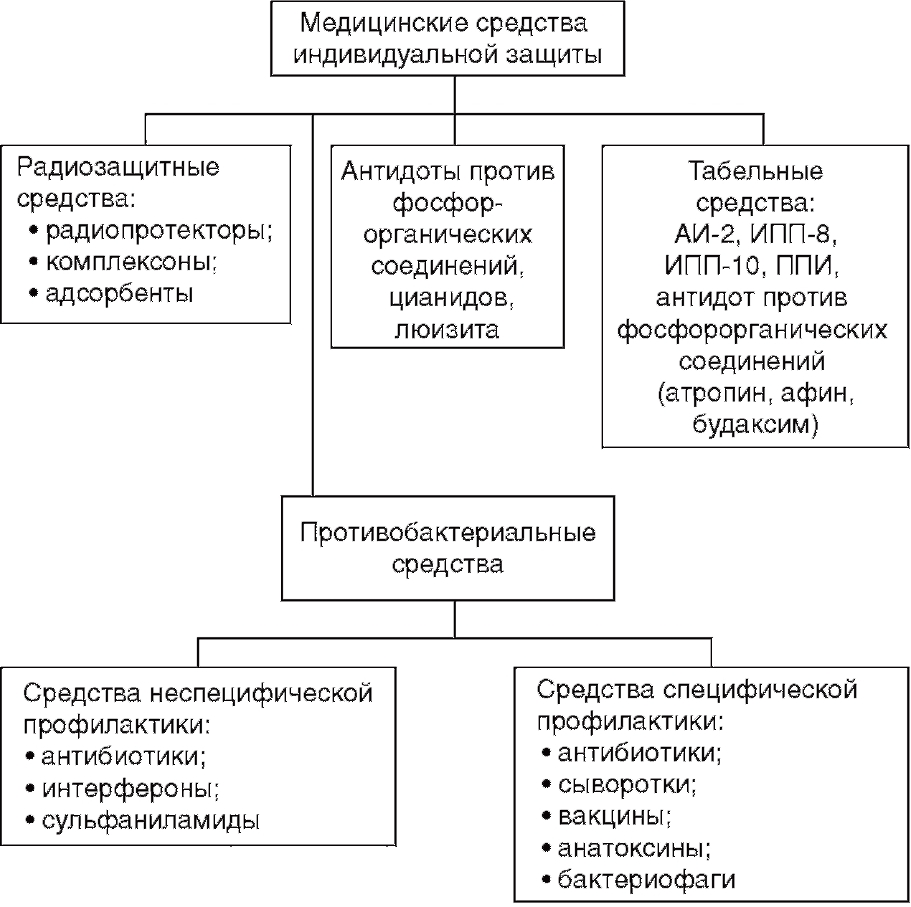 Медицинские средства
индивидуальной защиты
Радиозащитные
средства:
• радиопротекторы;
• комплексоны;
• адсорбенты
Антидоты против
фосфор-
органических
соединений,
цианидов,
люизита
Табельные
средства:
АИ-2, ИПП-8,
ИПП-10, ППИ,
антидот против
фосфорорганических
соединений
(атропин, афин,
будаксим)
Противобактериальные
средства
Средства неспецифической
профилактики:
• антибиотики;
• интерфероны;
• сульфаниламиды
Средства специфической
профилактики:
• антибиотики;
• сыворотки;
• вакцины;
• анатоксины;
• бактериофаги